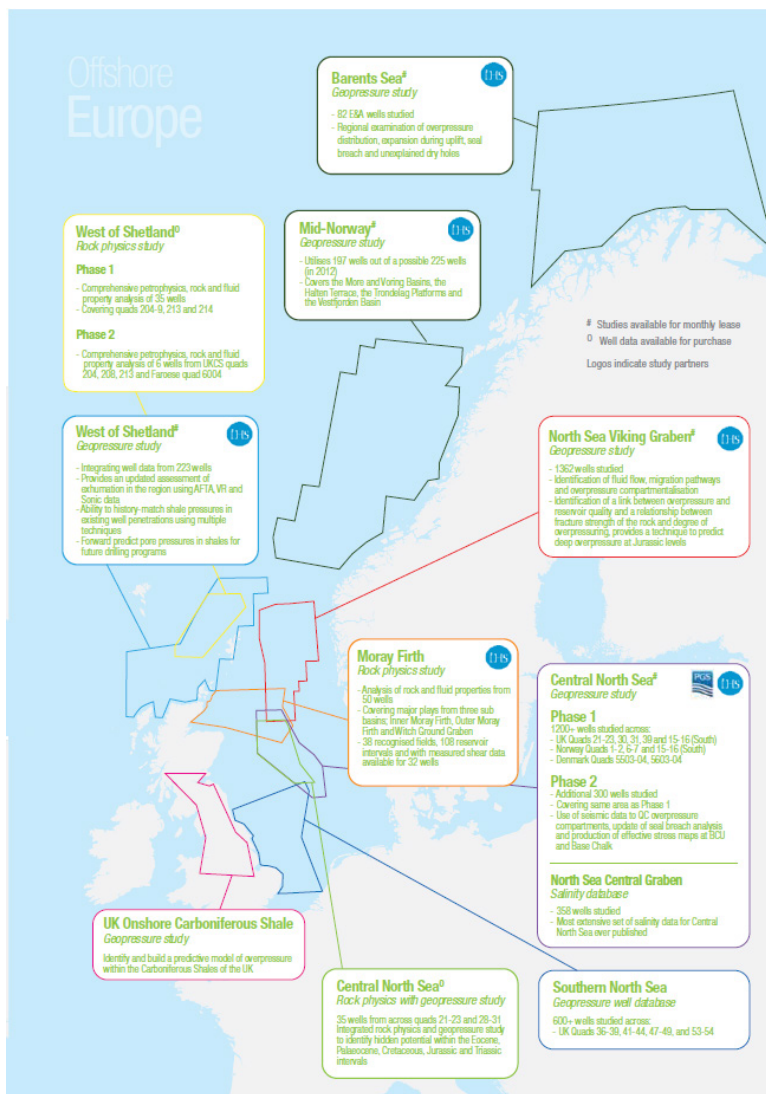 Offshore
Europe
Barents Sea#
Geopressure study
IHS
- 82 E&A wells studied
- Regional examination of overpressure
distribution, expansion during uplift, seal
breach and unexplained dry holes
West of Shetland◊
Rock physics study
Phase 1
- Comprehensive petrophysics, rock and fluid
property analysis of 35 wells
- Covering quads 204-9, 213 and 214
Phase 2
- Comprehensive petrophysics, rock and fluid
property analysis of 6 wells from UKCS quads
204, 208, 213 and Faroese quad 6004
Mid-Norway#
Geopressure study
IHS
- Utilises 197 wells out of a possible 225 wells
(in 2012)
- Covers the More and Voring Basins, the
Halten Terrace, the Trondelag Platforms and
the Vestfjorden Basin
# Studies available for monthly lease
◊ Well data available for purchase
Logos indicate study partners
West of Shetland#
Geopressure study
IHS
- Integrating well data from 223 wells
- Provides an updated assessment of
exhumation in the region using AFTA, VR and
Sonic data
- Ability to history-match shale pressures in
existing well penetrations using multiple
techniques
- Forward predict pore pressures in shales for
future drilling programs
North Sea Viking Graben#
Geopressure study
IHS
- 1362 wells studied
- Identification of fluid flow, migration pathways
and overpressure compartmentalisation
- Identification of a link between overpressure and
reservoir quality and a relationship between
fracture strength of the rock and degree of
overpressuring, provides a technique to predict
deep overpressure at Jurassic levels
Moray Firth
Rock physics study
IHS
- Analysis of rock and fluid properties from
50 wells
- Covering major plays from three sub
basins; Inner Moray Firth, Outer Moray
Firth and Witch Ground Graben
- 38 recognised fields, 108 reservoir
intervals and with measured shear data
available for 32 wells
Central North Sea#
Geopressure study
PGS
IHS
Phase 1
1200+ wells studied across:
- UK Quads 21-23, 30, 31, 39 and 15-16 (South)
- Norway Quads 1-2, 6-7 and 15-16 (South)
- Denmark Quads 5503-04, 5603-04
Phase 2
- Additional 300 wells studied
- Covering same area as Phase 1
- Use of seismic data to QC overpressure
compartments, update of seal breach analysis
and production of effective stress maps at BCU
and Base Chalk
North Sea Central Graben
Salinity database
- 358 wells studied
- Most extensive set of salinity data for Central
North Sea ever published
UK Onshore Carboniferous Shale
Geopressure study
Identify and build a predictive model of overpressure
within the Carboniferous Shales of the UK
Central North Sea◊
Rock physics with geopressure study
35 wells from across quads 21-23 and 28-31
Integrated rock physics and geopressure study
to identify hidden potential within the Eocene,
Palaeocene, Cretaceous, Jurassic and Triassic
intervals
Southern North Sea
Geopressure well database
600+ wells studied across:
- UK Quads 36-39, 41-44, 47-49, and 53-54